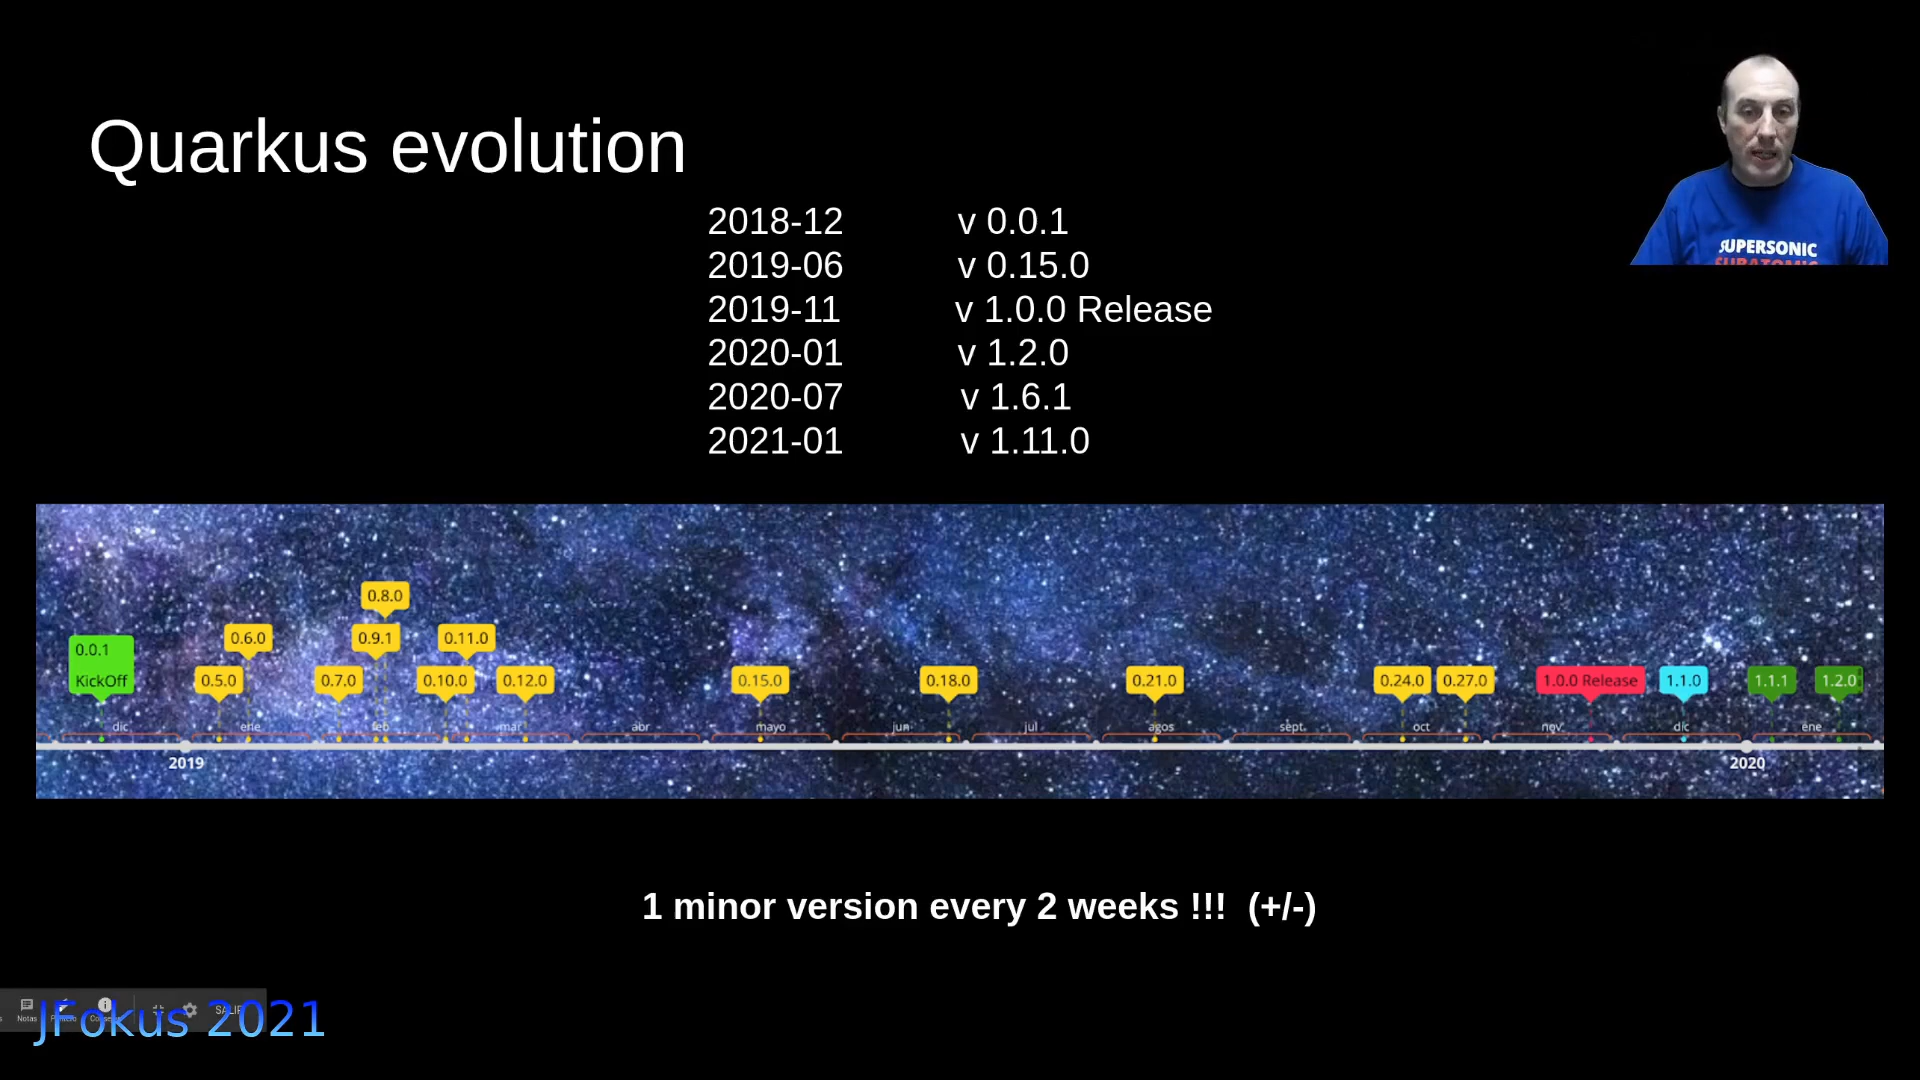 Quarkus evolution
SUPERSONIC
SUBATOMIC
2018-12 v 0.0.1
2019-06 v 0.15.0
2019-11 v 1.0.0 Release
2020-01 v 1.2.0
2020-07 v 1.6.1
2021-01 v 1.11.0
0.8.0
0.6.0 0.9.1 0.11.0
0.0.1
KickOff
0.5.0 0.7.0 0.10.0 0.12.0 0.15.0 0.18.0 0.21.0 0.24.0 0.27.0 1.0.0 Release 1.1.0 1.1.1 1.2.0
dic ene feb mar abr mayo jun jul agos sept. oct nov dic ene
2019 2020
1 minor version every 2 weeks !!! (+/-)
Notas
JFokus 2021